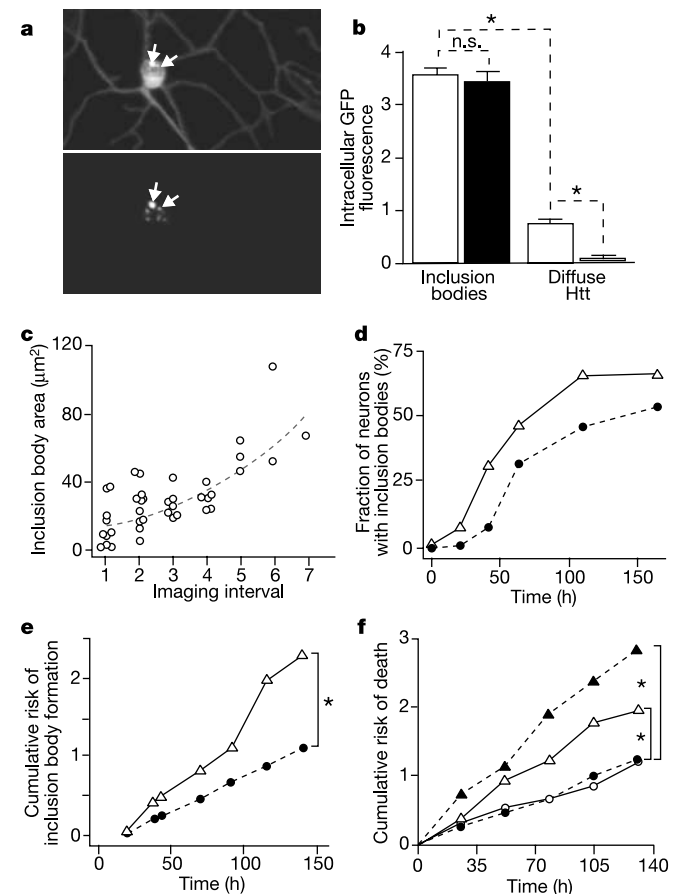 a
b
*
n.s.
*
4
3
2
1
0
Intracellular GFP
fluorescence
Inclusion
bodies
Diffuse
Htt
c
120
80
40
0
Inclusion body area (μm²)
1 2 3 4 5 6 7
Imaging interval
d
75
50
25
0
Fraction of neurons
with inclusion bodies (%)
0 50 100 150
Time (h)
e
2
1
0
Cumulative risk of
inclusion body formation
*
0 50 100 150
Time (h)
f
3
2
1
0
Cumulative risk of death
*
*
0 35 70 105 140
Time (h)